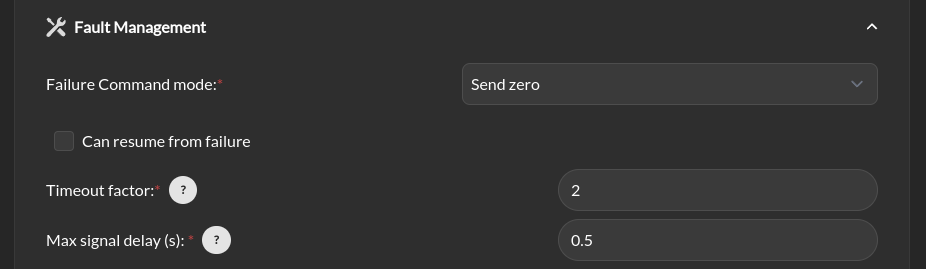 Fault Management
Failure Command mode:* Send zero
Can resume from failure
Timeout factor:* ? 2
Max signal delay (s): * ? 0.5